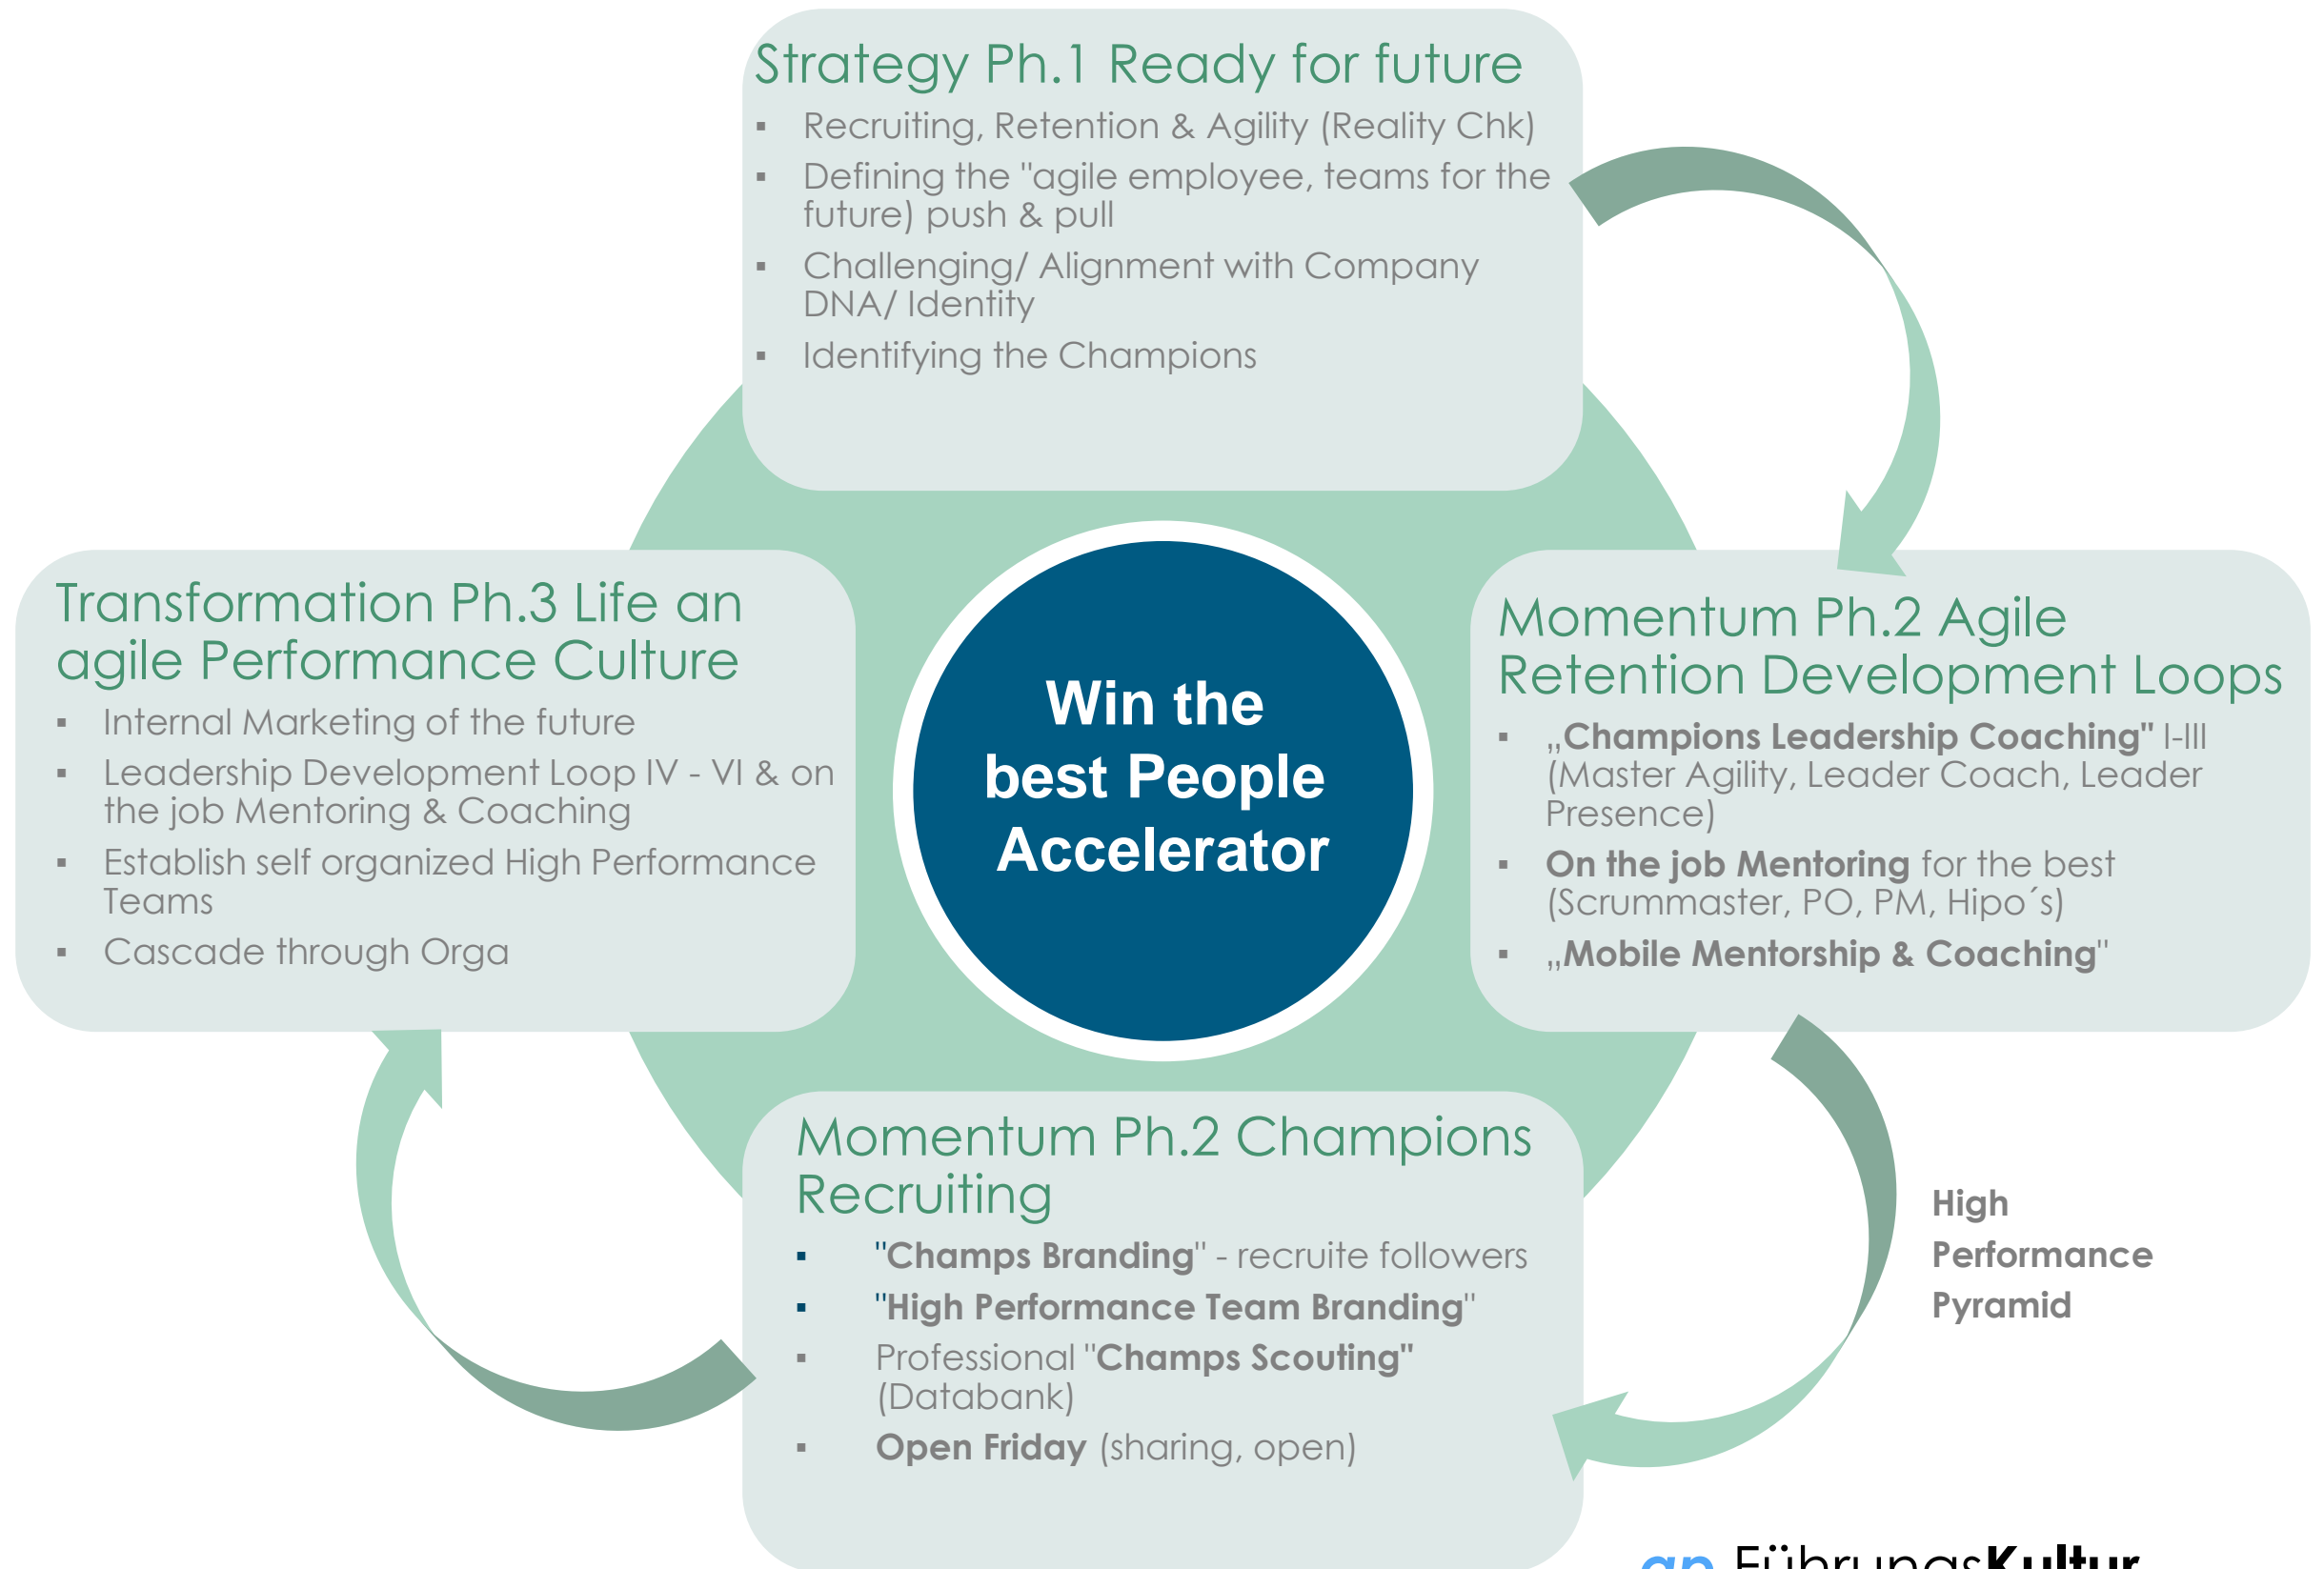 Strategy Ph.1 Ready for future
▪ Recruiting, Retention & Agility (Reality Chk)
▪ Defining the "agile employee, teams for the
future) push & pull
▪ Challenging/ Alignment with Company
DNA/ Identity
▪ Identifying the Champions
Momentum Ph.2 Agile
Retention Development Loops
▪ „Champions Leadership Coaching" I-III
(Master Agility, Leader Coach, Leader
Presence)
▪ On the job Mentoring for the best
(Scrummaster, PO, PM, Hipo´s)
▪ „Mobile Mentorship & Coaching"
High
Performance
Pyramid
Momentum Ph.2 Champions
Recruiting
▪ "Champs Branding" - recruite followers
▪ "High Performance Team Branding"
▪ Professional "Champs Scouting"
(Databank)
▪ Open Friday (sharing, open)
Transformation Ph.3 Life an
agile Performance Culture
▪ Internal Marketing of the future
▪ Leadership Development Loop IV - VI & on
the job Mentoring & Coaching
▪ Establish self organized High Performance
Teams
▪ Cascade through Orga
Win the
best People
Accelerator
FührungsKultur